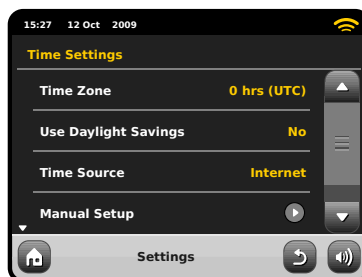 15:27 12 Oct 2009
Time Settings
Time Zone 0 hrs (UTC)
Use Daylight Savings No
Time Source Internet
Manual Setup
Settings